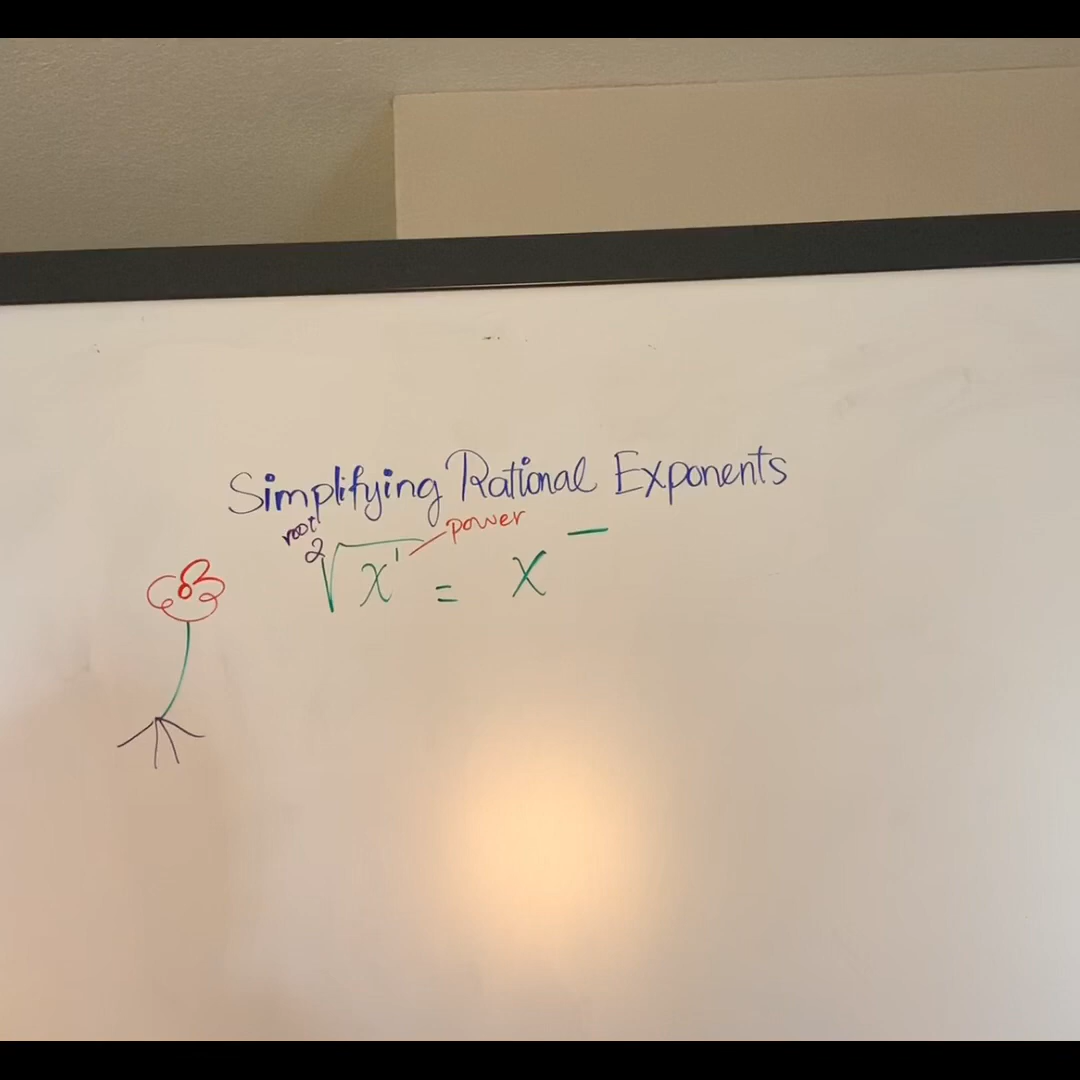 Simplifying Rational Exponents
root power
²√x¹ = x⁻